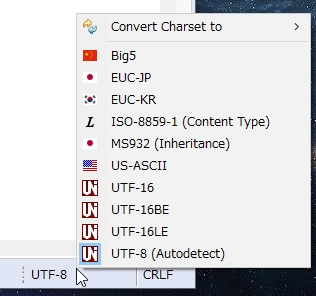 Convert Charset to
Big5
EUC-JP
EUC-KR
L ISO-8859-1 (Content Type)
MS932 (Inheritance)
US-ASCII
UTF-16
UTF-16BE
UTF-16LE
UTF-8 (Autodetect)
UTF-8 CRLF